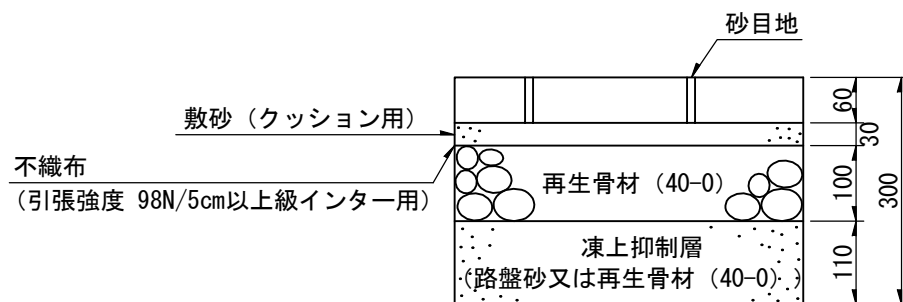 砂目地
敷砂（クッション用）
不織布
（引張強度 98N/5cm以上級インター用）
再生骨材（40-0）
凍上抑制層
（路盤砂又は再生骨材（40-0））
60
30
100
110
300